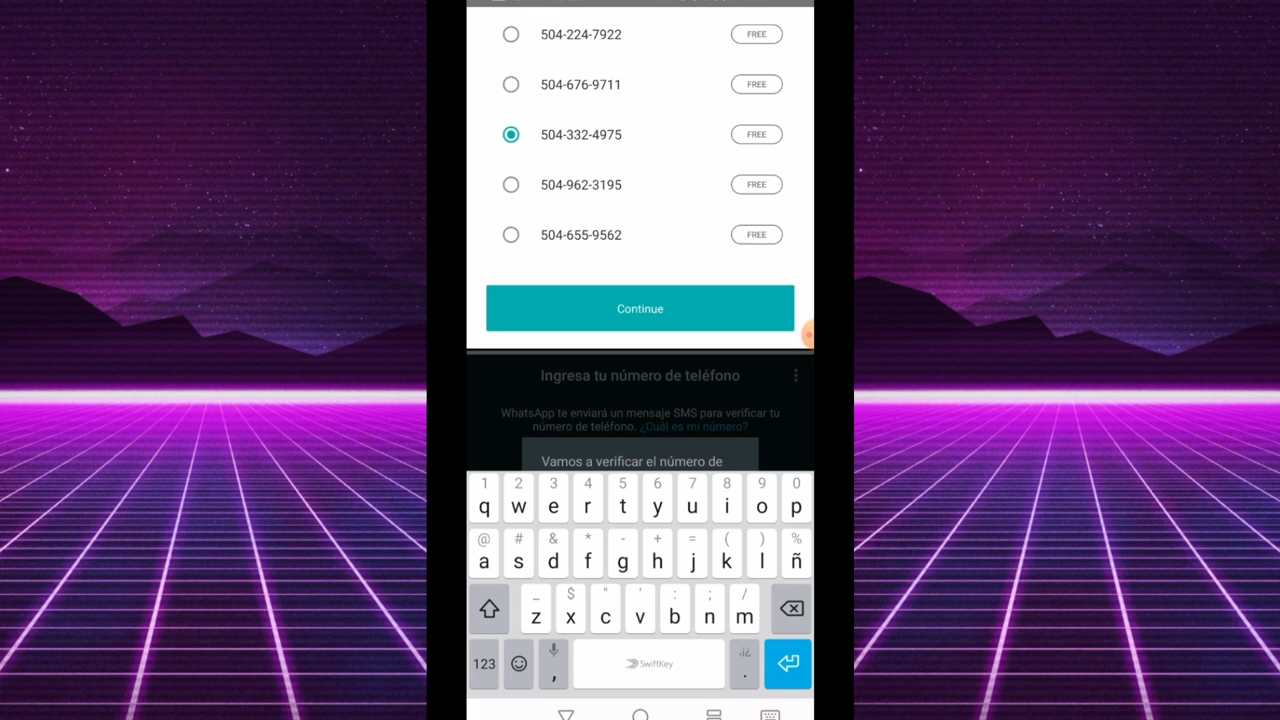 504-224-7922 FREE
504-676-9711 FREE
504-332-4975 FREE
504-962-3195 FREE
504-655-9562 FREE
Continue
Ingresa tu número de teléfono
WhatsApp te enviará un mensaje SMS para verificar tu
número de teléfono. ¿Cuál es mi número?
Vamos a verificar el número de
1 2 3 4 5 6 7 8 9 0
q w e r t y u i o p
@ # & * - + = ( ) %
a s d f g h j k l ñ
_ $ " ' : ; /
z x c v b n m
123 , SwiftKey ¡¿ .